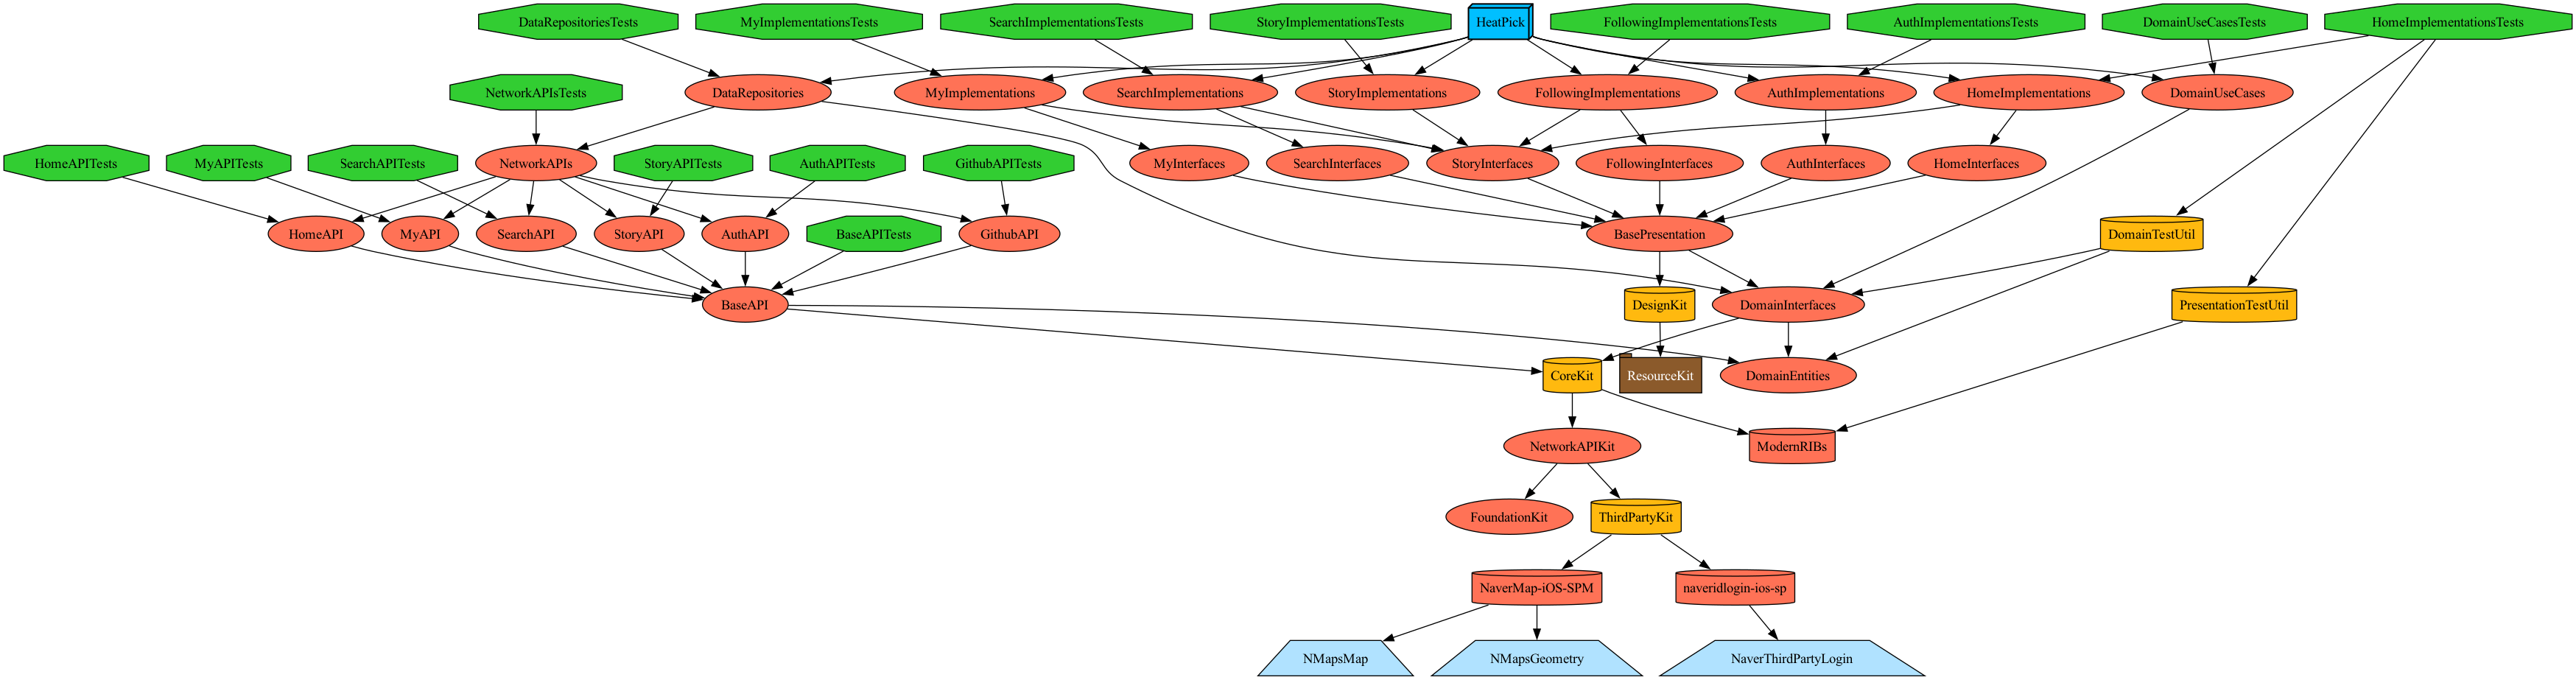 DataRepositoriesTests
MyImplementationsTests
SearchImplementationsTests
StoryImplementationsTests
HeatPick
FollowingImplementationsTests
AuthImplementationsTests
DomainUseCasesTests
HomeImplementationsTests
NetworkAPIsTests
DataRepositories
MyImplementations
SearchImplementations
StoryImplementations
FollowingImplementations
AuthImplementations
HomeImplementations
DomainUseCases
HomeAPITests
MyAPITests
SearchAPITests
NetworkAPIs
StoryAPITests
AuthAPITests
GithubAPITests
MyInterfaces
SearchInterfaces
StoryInterfaces
FollowingInterfaces
AuthInterfaces
HomeInterfaces
HomeAPI
MyAPI
SearchAPI
StoryAPI
AuthAPI
BaseAPITests
GithubAPI
BasePresentation
DomainTestUtil
BaseAPI
DesignKit
DomainInterfaces
PresentationTestUtil
CoreKit
ResourceKit
DomainEntities
NetworkAPIKit
ModernRIBs
FoundationKit
ThirdPartyKit
NaverMap-iOS-SPM
naveridlogin-ios-sp
NMapsMap
NMapsGeometry
NaverThirdPartyLogin